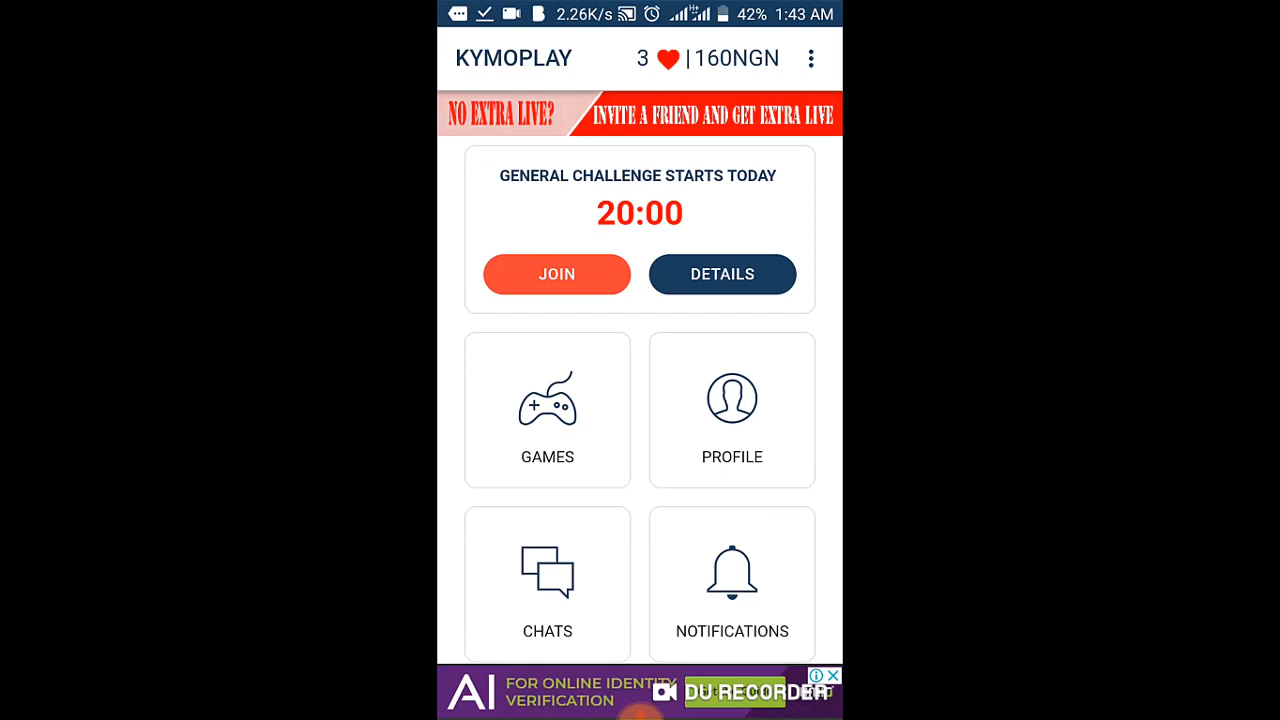 2.26K/s 42% 1:43 AM
KYMOPLAY 3 | 160NGN
NO EXTRA LIVE? INVITE A FRIEND AND GET EXTRA LIVE
GENERAL CHALLENGE STARTS TODAY
20:00
JOIN DETAILS
GAMES PROFILE
CHATS NOTIFICATIONS
AI FOR ONLINE IDENTITY
VERIFICATION
DU RECORDER